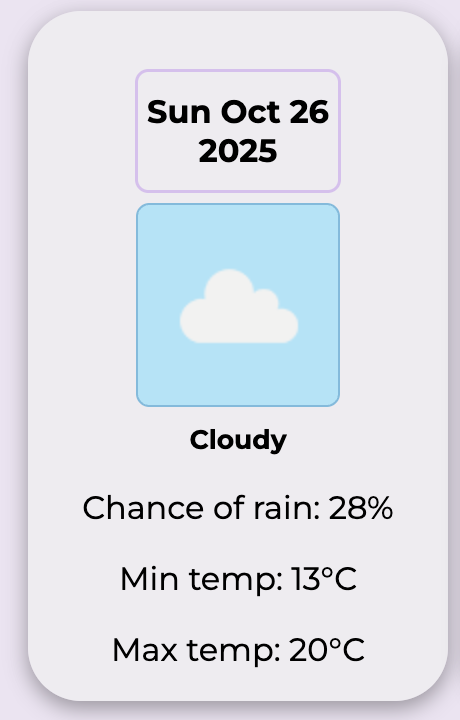 Sun Oct 26
2025
Cloudy
Chance of rain: 28%
Min temp: 13°C
Max temp: 20°C